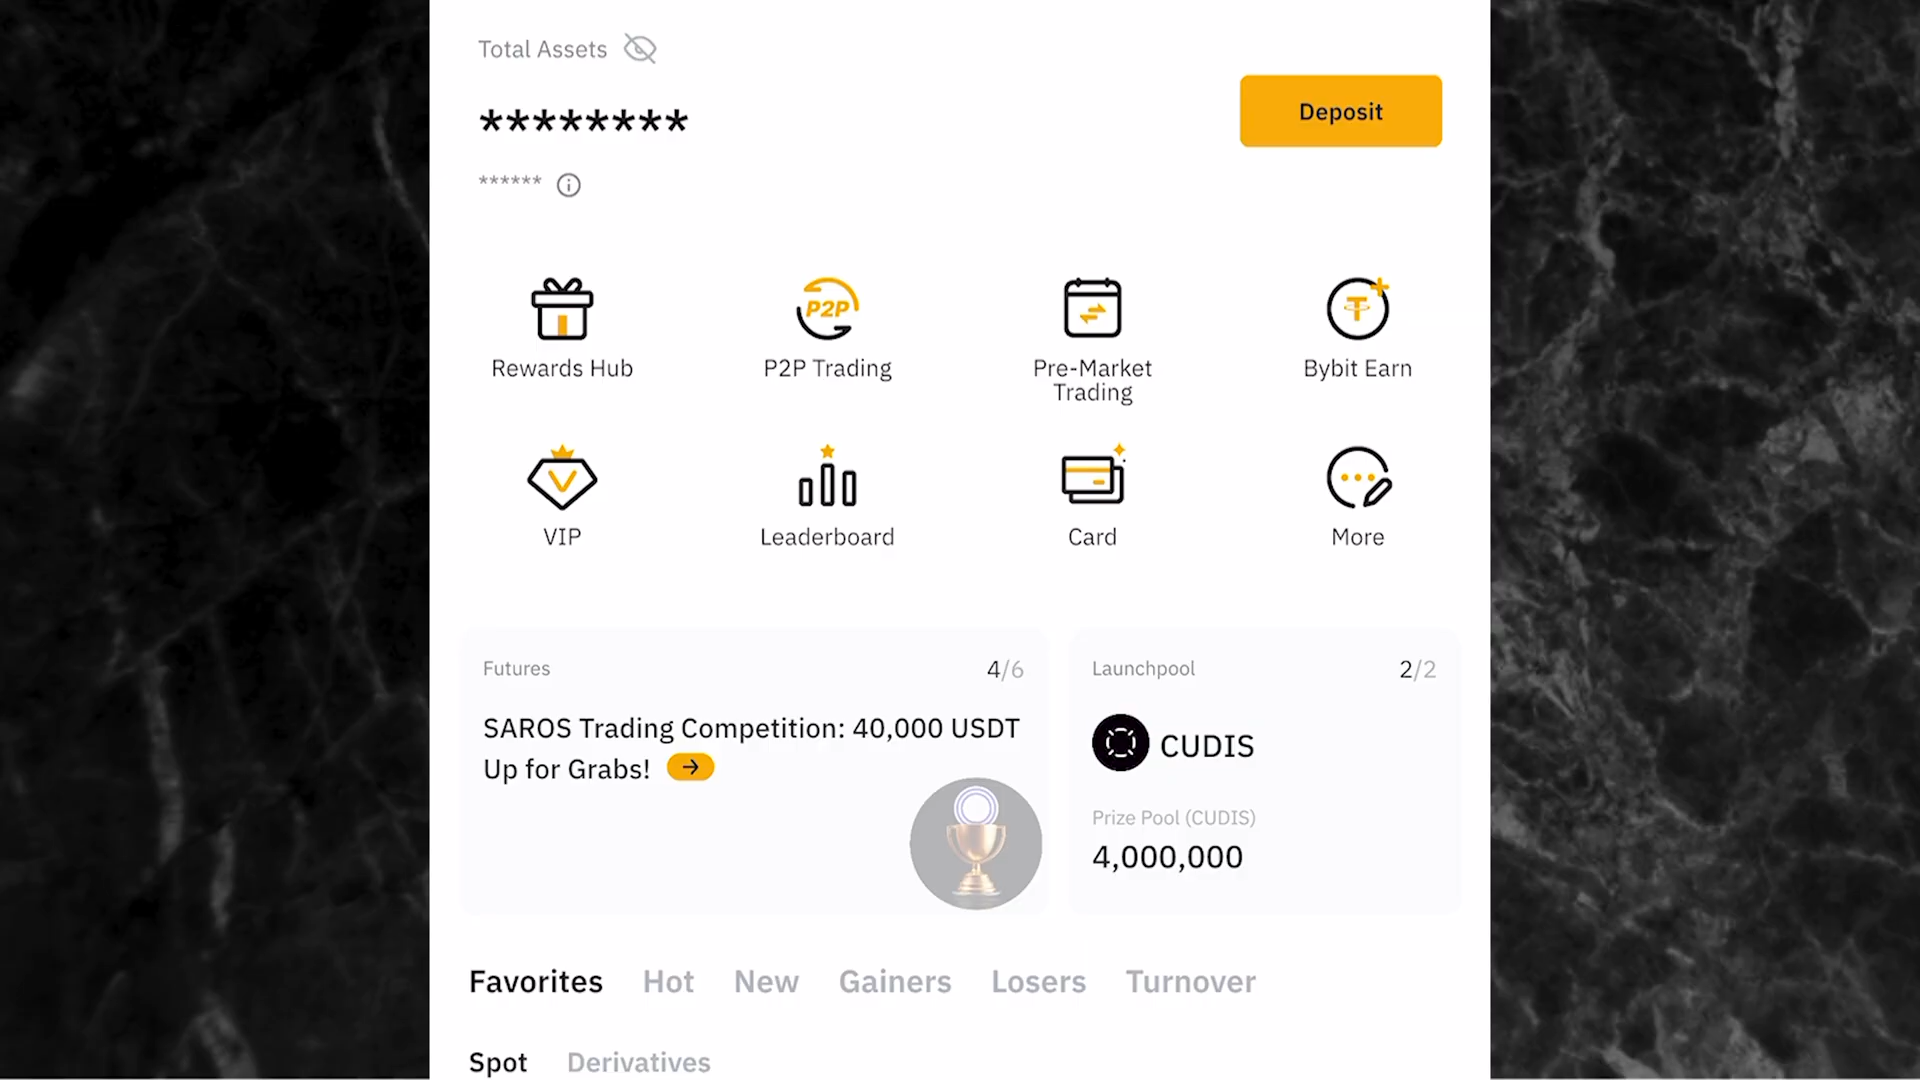 Total Assets
********
Deposit
******
P2P
Rewards Hub
P2P Trading
Pre-Market
Trading
Bybit Earn
VIP
Leaderboard
Card
More
Futures
4/6
SAROS Trading Competition: 40,000 USDT
Up for Grabs!
Launchpool
2/2
CUDIS
Prize Pool (CUDIS)
4,000,000
Favorites Hot New Gainers Losers Turnover
Spot Derivatives